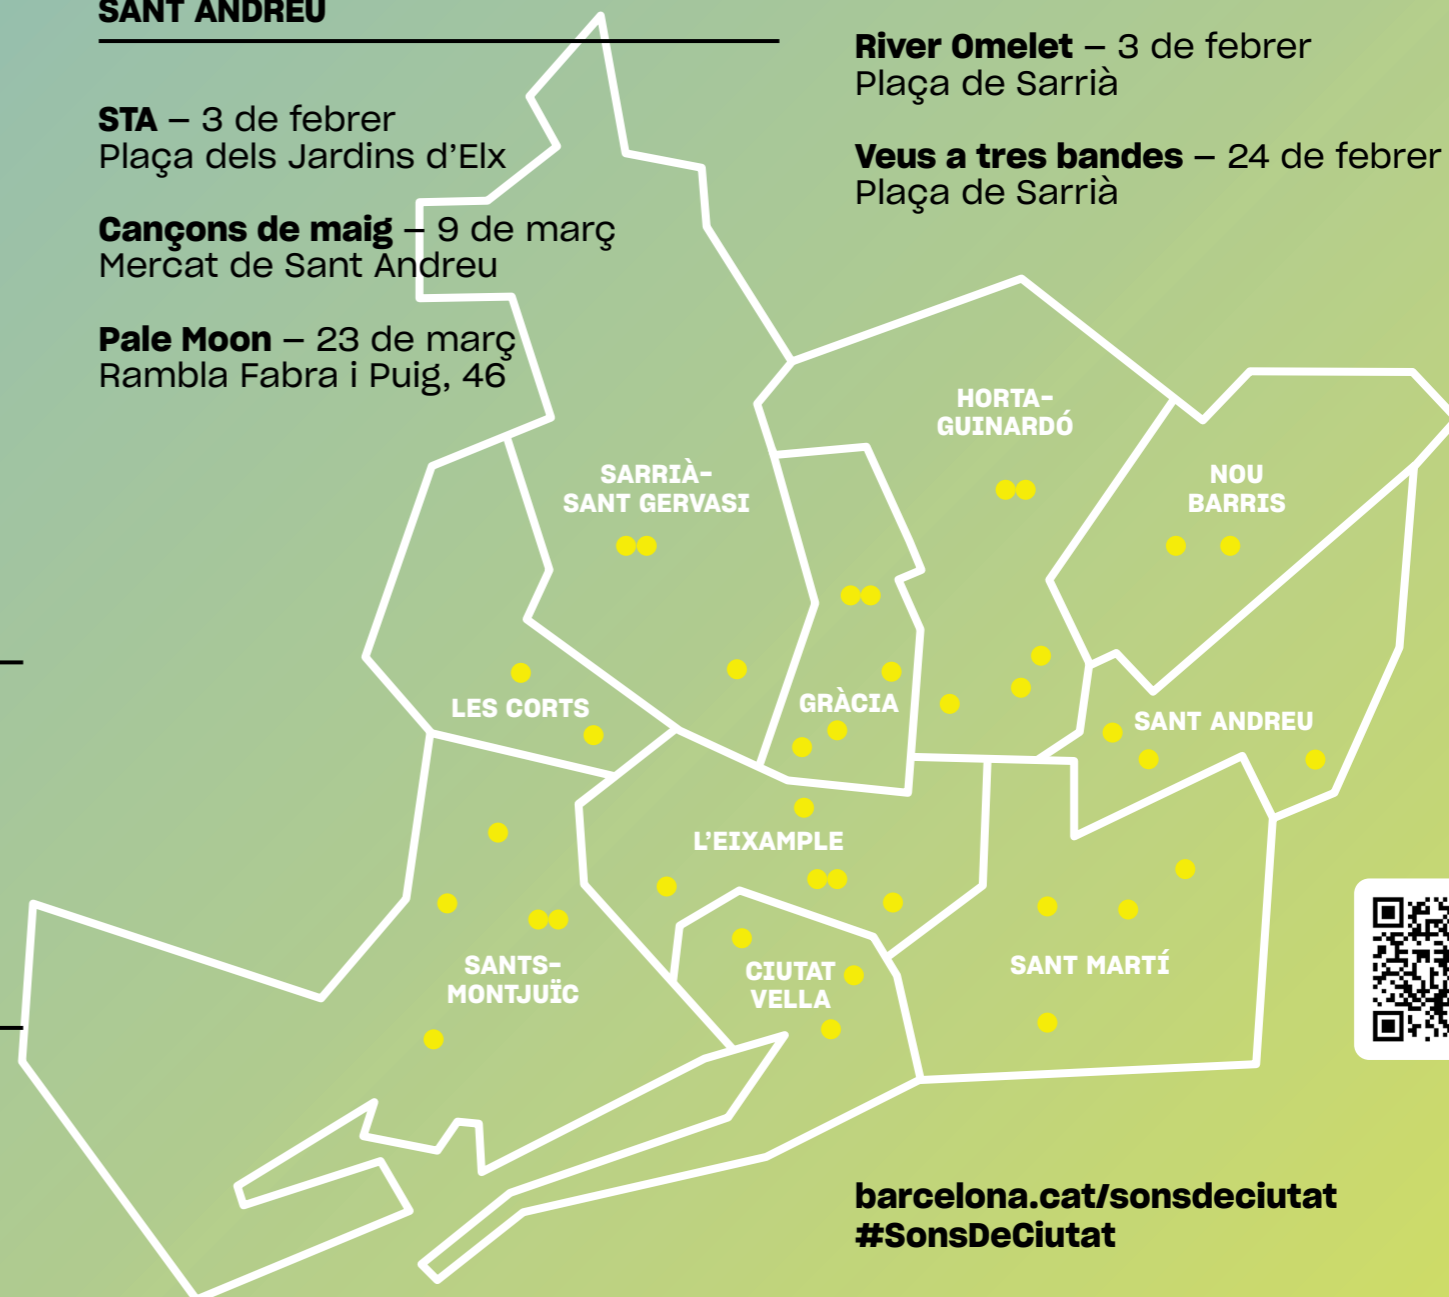 SANT ANDREU
STA – 3 de febrer
Plaça dels Jardins d’Elx
Cançons de maig – 9 de març
Mercat de Sant Andreu
Pale Moon – 23 de març
Rambla Fabra i Puig, 46
River Omelet – 3 de febrer
Plaça de Sarrià
Veus a tres bandes – 24 de febrer
Plaça de Sarrià
HORTA-
GUINARDÓ
SARRIÀ-
SANT GERVASI
NOU
BARRIS
LES CORTS
GRÀCIA
SANT ANDREU
L’EIXAMPLE
SANTS-
MONTJUÏC
CIUTAT
VELLA
SANT MARTÍ
barcelona.cat/sonsdeciutat
#SonsDeCiutat